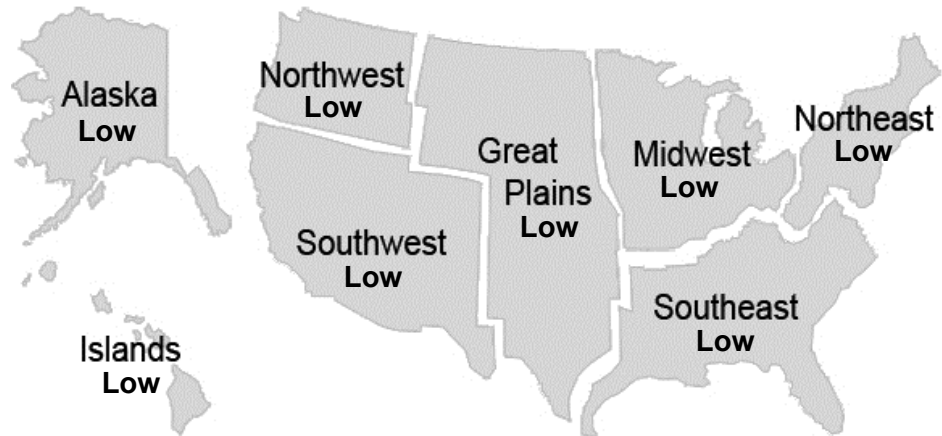 Alaska
Low
Northwest
Low
Southwest
Low
Great
Plains
Low
Midwest
Low
Northeast
Low
Southeast
Low
Islands
Low